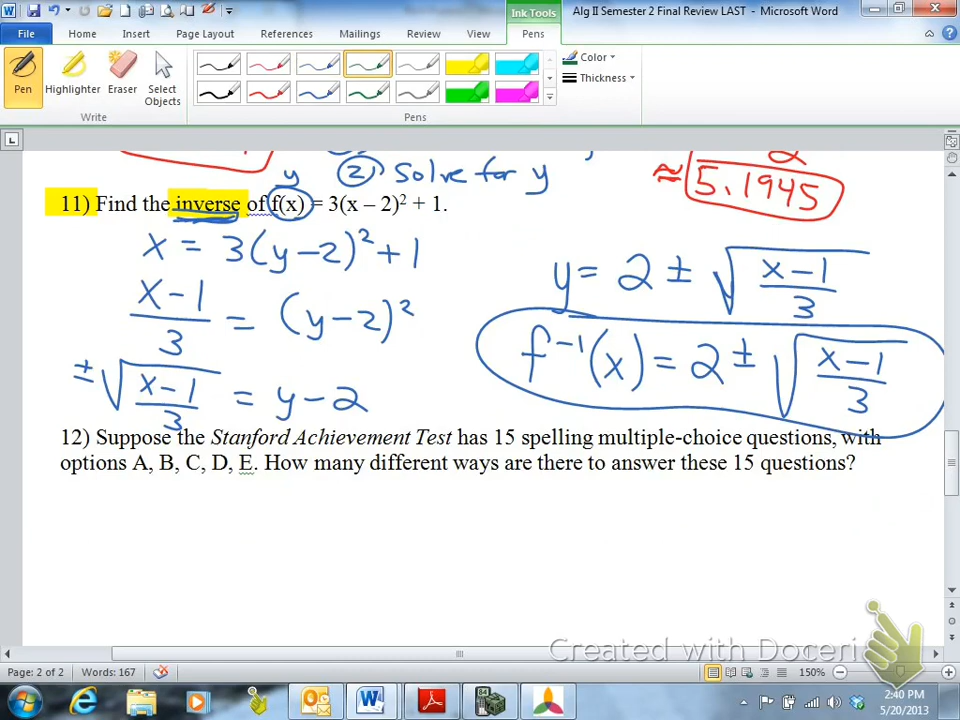 Ink Tools
Alg II Semester 2 Final Review LAST - Microsoft Word
File Home Insert Page Layout References Mailings Review View Pens
Pen Highlighter Eraser Select Objects
Color
Thickness
Write Pens
② Solve for y
2
≈ 5.1945
y
11) Find the inverse of f(x) = 3(x – 2)² + 1.
x = 3(y-2)² + 1
(x-1)/3 = (y-2)²
±√((x-1)/3) = y-2
y = 2 ± √((x-1)/3)
f⁻¹(x) = 2 ± √((x-1)/3)
12) Suppose the Stanford Achievement Test has 15 spelling multiple-choice questions, with
options A, B, C, D, E. How many different ways are there to answer these 15 questions?
Created with Doceri
Page: 2 of 2 Words: 167 150%
2:40 PM
5/20/2013